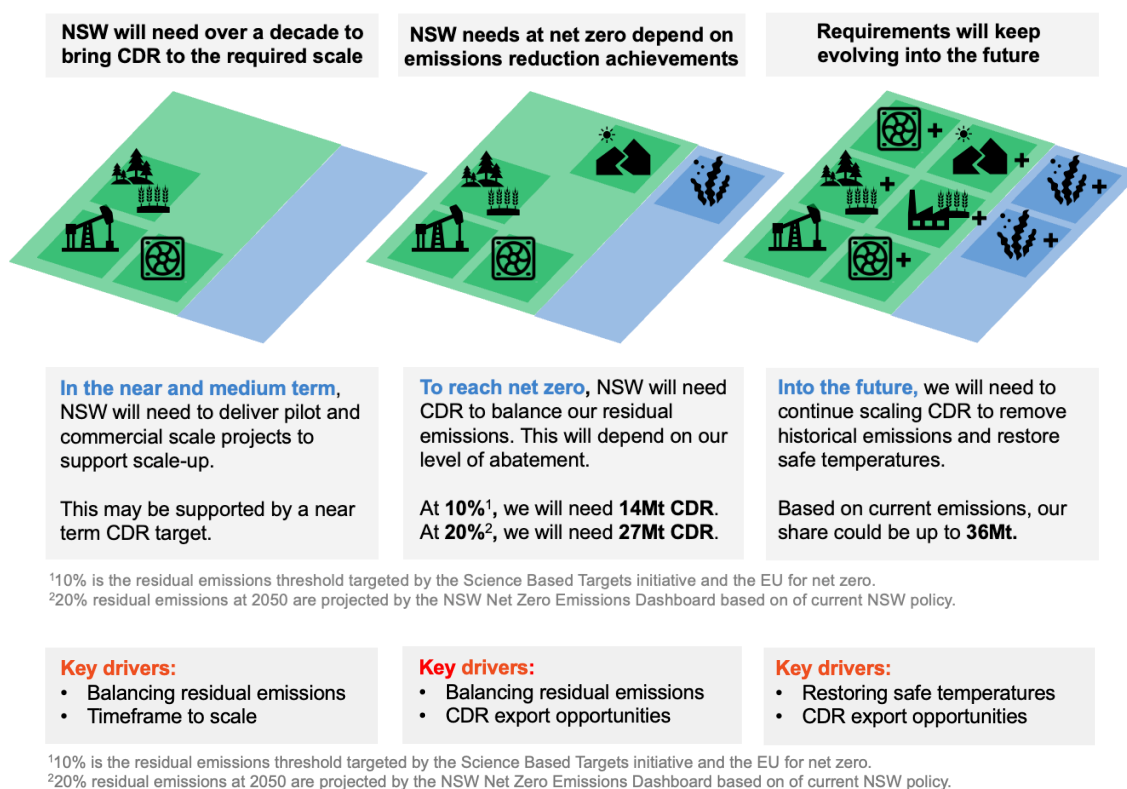 NSW will need over a decade to
bring CDR to the required scale
NSW needs at net zero depend on
emissions reduction achievements
Requirements will keep
evolving into the future
In the near and medium term,
NSW will need to deliver pilot and
commercial scale projects to
support scale-up.
This may be supported by a near
term CDR target.
To reach net zero, NSW will need
CDR to balance our residual
emissions. This will depend on our
level of abatement.
At 10%¹, we will need 14Mt CDR.
At 20%², we will need 27Mt CDR.
Into the future, we will need to
continue scaling CDR to remove
historical emissions and restore
safe temperatures.
Based on current emissions, our
share could be up to 36Mt.
¹10% is the residual emissions threshold targeted by the Science Based Targets initiative and the EU for net zero.
²20% residual emissions at 2050 are projected by the NSW Net Zero Emissions Dashboard based on of current NSW policy.
Key drivers:
• Balancing residual emissions
• Timeframe to scale
Key drivers:
• Balancing residual emissions
• CDR export opportunities
Key drivers:
• Restoring safe temperatures
• CDR export opportunities
¹10% is the residual emissions threshold targeted by the Science Based Targets initiative and the EU for net zero.
²20% residual emissions at 2050 are projected by the NSW Net Zero Emissions Dashboard based on of current NSW policy.